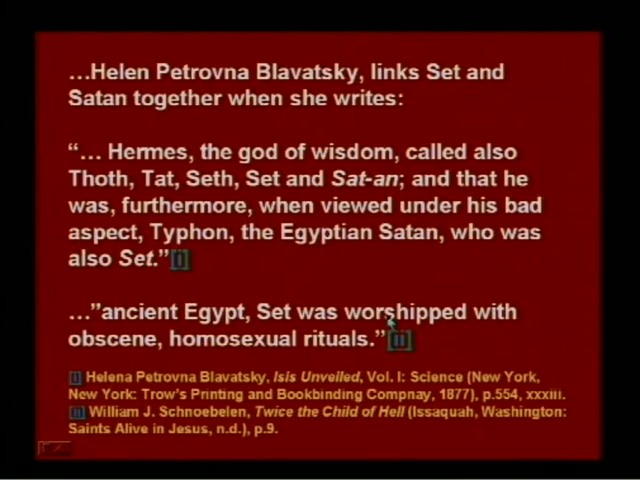 …Helen Petrovna Blavatsky, links Set and
Satan together when she writes:
“… Hermes, the god of wisdom, called also
Thoth, Tat, Seth, Set and Sat-an; and that he
was, furthermore, when viewed under his bad
aspect, Typhon, the Egyptian Satan, who was
also Set.”[i]
…”ancient Egypt, Set was worshipped with
obscene, homosexual rituals.”[ii]
[i] Helena Petrovna Blavatsky, Isis Unveiled, Vol. I: Science (New York,
New York: Trow’s Printing and Bookbinding Compnay, 1877), p.554, xxxiii.
[ii] William J. Schnoebelen, Twice the Child of Hell (Issaquah, Washington:
Saints Alive in Jesus, n.d.), p.9.